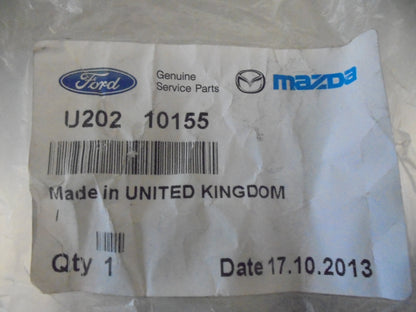 Ford Genuine Service Parts mazda
U202 10155
Made in UNITED KINGDOM
/
Qty 1 Date 17.10.2013